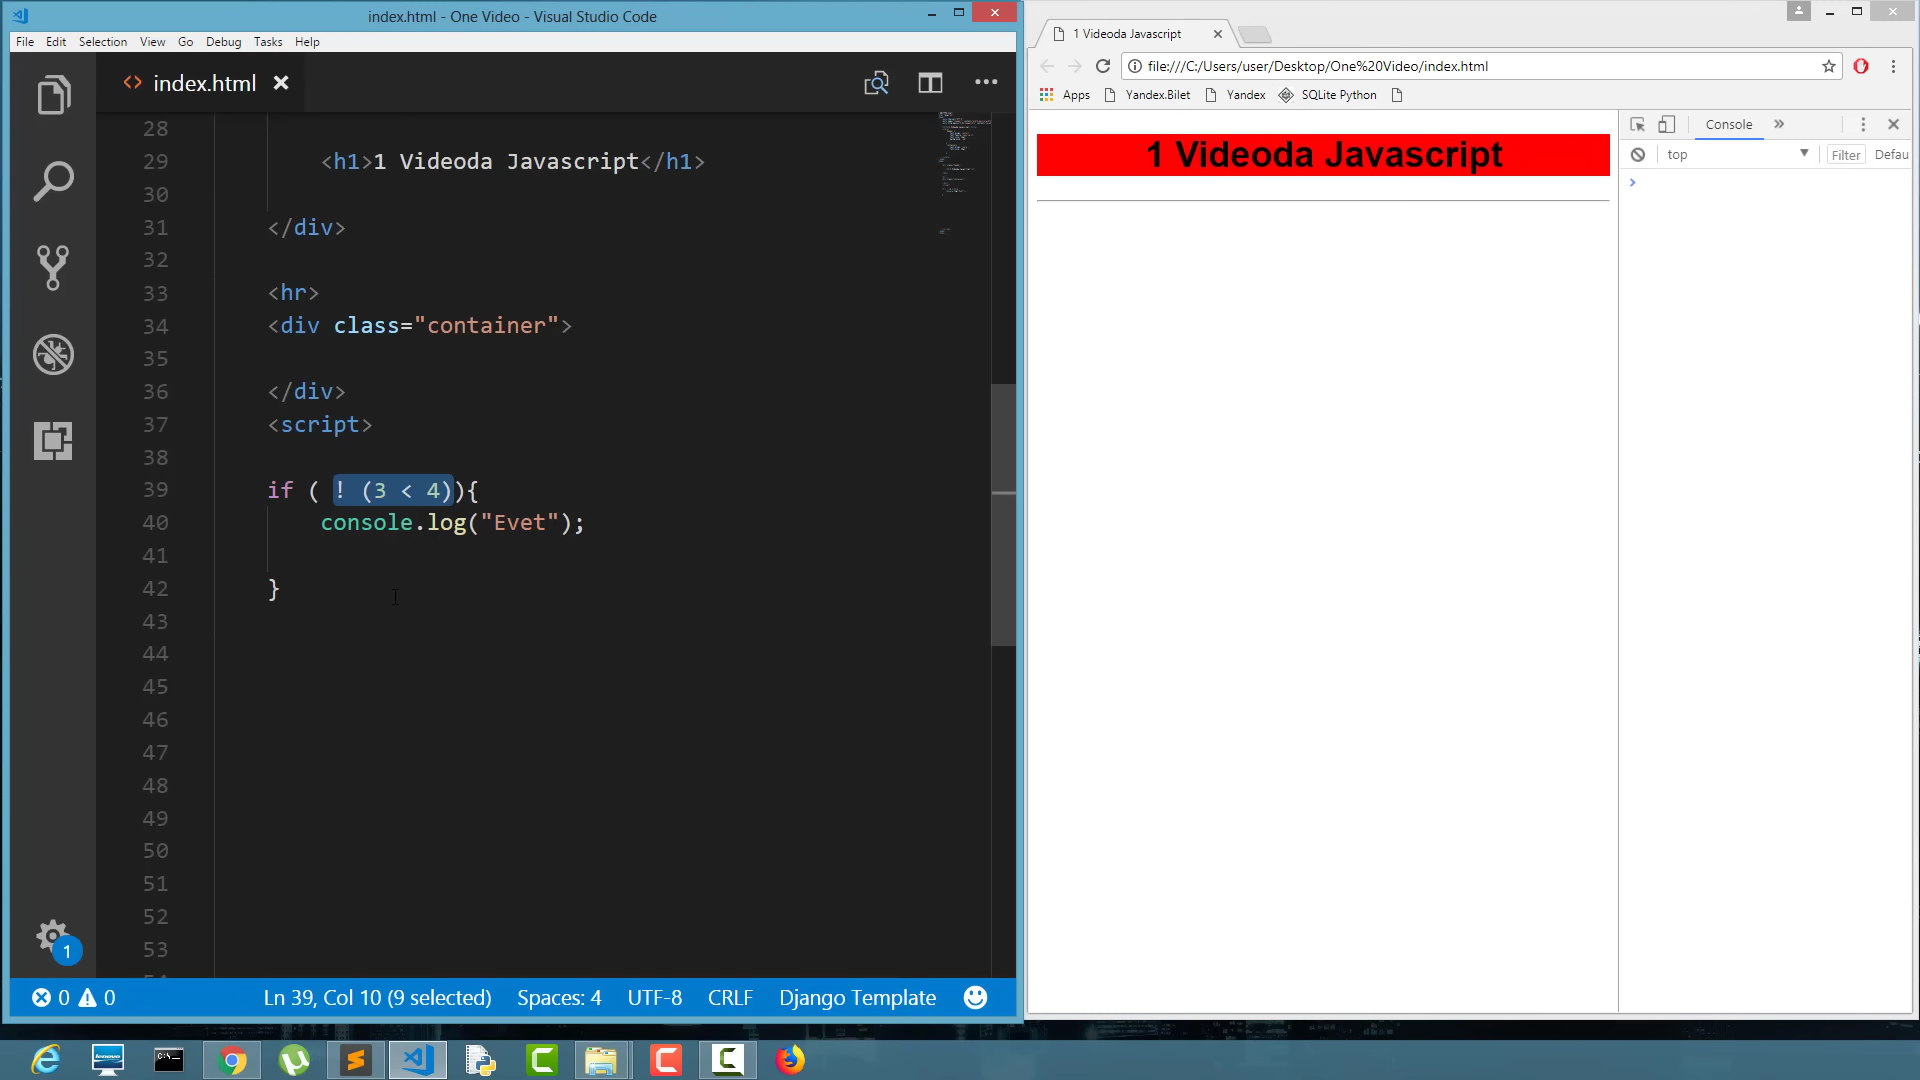 index.html - One Video - Visual Studio Code
File Edit Selection View Go Debug Tasks Help
index.html
28
29 <h1>1 Videoda Javascript</h1>
30
31 </div>
32
33 <hr>
34 <div class="container">
35
36 </div>
37 <script>
38
39 if ( ! (3 < 4)){
40 console.log("Evet");
41
42 }
43
44
45
46
47
48
49
50
51
52
53
1
0 0 Ln 39, Col 10 (9 selected) Spaces: 4 UTF-8 CRLF Django Template
1 Videoda Javascript
file:///C:/Users/user/Desktop/One%20Video/index.html
Apps Yandex.Bilet Yandex SQLite Python
1 Videoda Javascript
Console
top Filter Defau